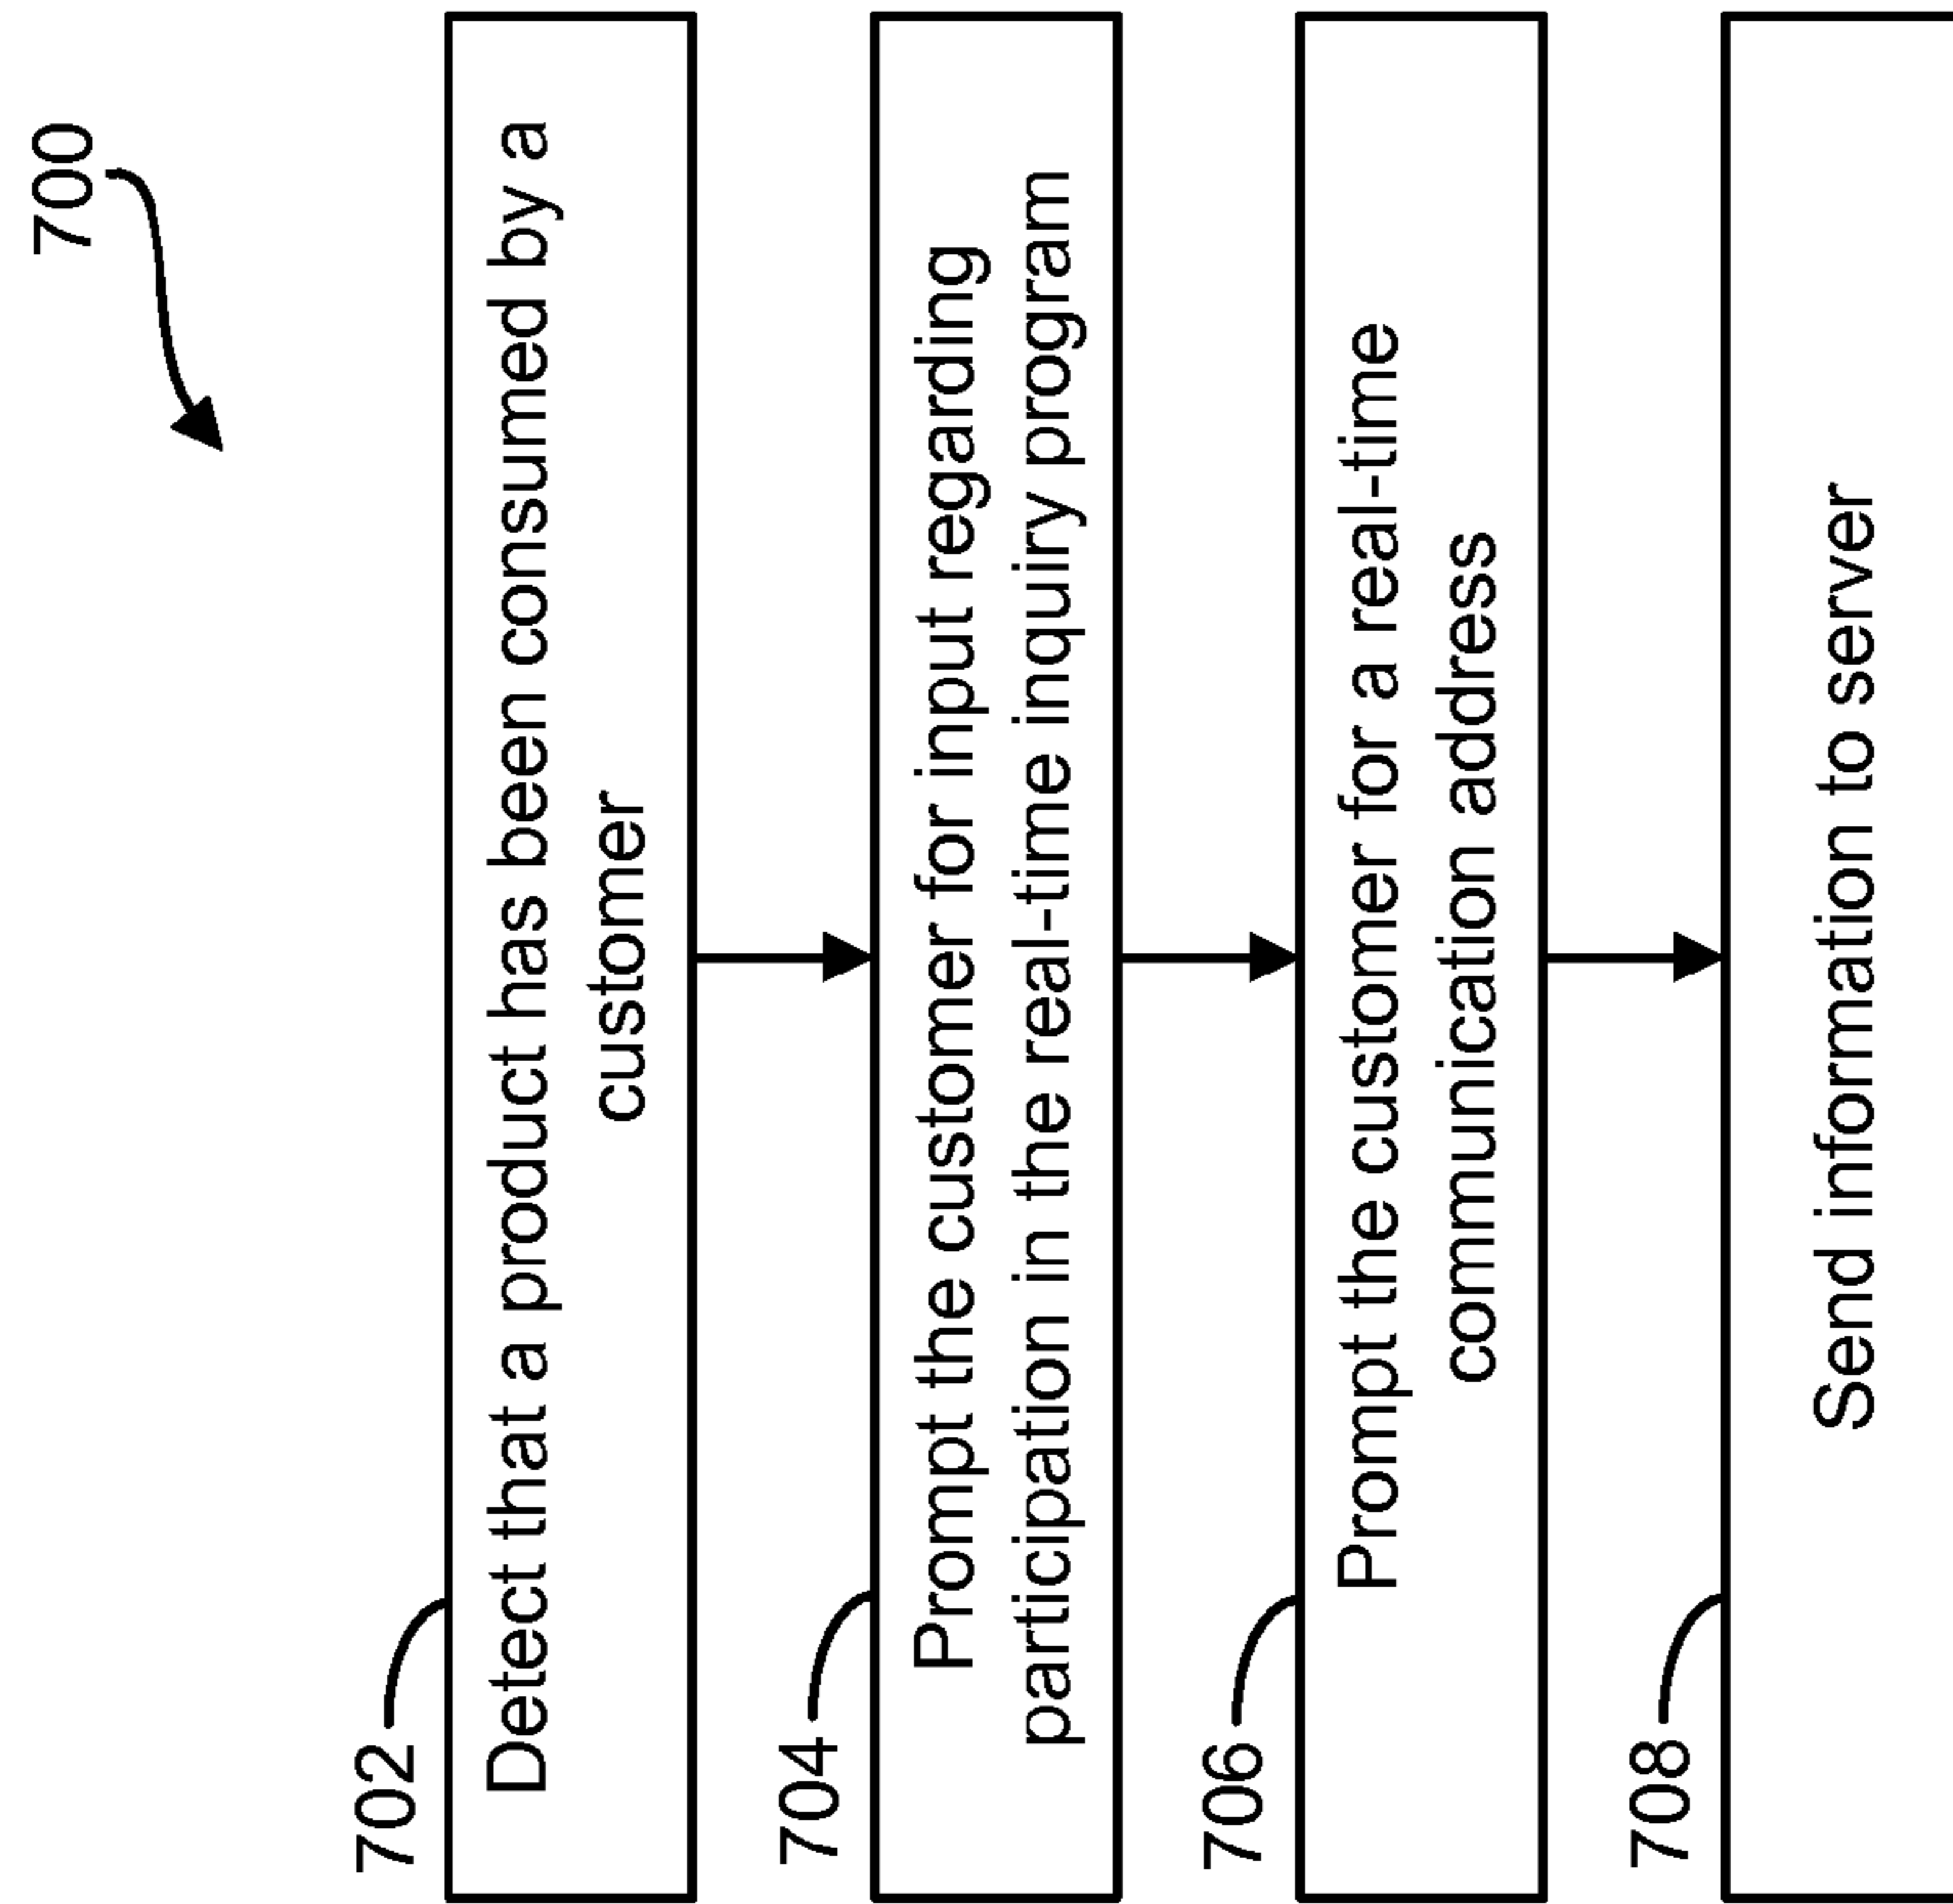 700
702
Detect that a product has been consumed by a
customer
704
Prompt the customer for input regarding
participation in the real-time inquiry program
706
Prompt the customer for a real-time
communication address
708
Send information to server